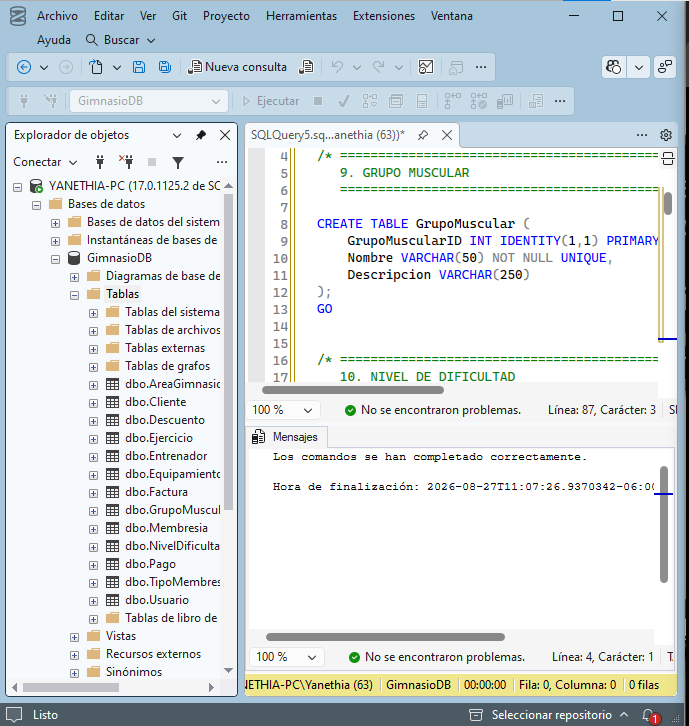 Archivo Editar Ver Git Proyecto Herramientas Extensiones Ventana
Ayuda Buscar
Nueva consulta
GimnasioDB Ejecutar
Explorador de objetos
Conectar
YANETHIA-PC (17.0.1125.2 de SC
Bases de datos
Bases de datos del sistem
Instantáneas de bases de
GimnasioDB
Diagramas de base de
Tablas
Tablas del sistema
Tablas de archivos
Tablas externas
Tablas de grafos
dbo.AreaGimnasio
dbo.Cliente
dbo.Descuento
dbo.Ejercicio
dbo.Entrenador
dbo.Equipamiento
dbo.Factura
dbo.GrupoMuscul
dbo.Membresia
dbo.NivelDificulta
dbo.Pago
dbo.TipoMembres
dbo.Usuario
Tablas de libro de
Vistas
Recursos externos
Sinónimos
SQLQuery5.sq...anethia (63))*
4 /* ==========================================
5 9. GRUPO MUSCULAR
6 ==========================================
7
8 CREATE TABLE GrupoMuscular (
9 GrupoMuscularID INT IDENTITY(1,1) PRIMARY
10 Nombre VARCHAR(50) NOT NULL UNIQUE,
11 Descripcion VARCHAR(250)
12 );
13 GO
14
15
16 /* ==========================================
17 10. NIVEL DE DIFICULTAD
100 % No se encontraron problemas. Línea: 87, Carácter: 3
Mensajes
Los comandos se han completado correctamente.
Hora de finalización: 2026-08-27T11:07:26.9370342-06:00
100 % No se encontraron problemas. Línea: 4, Carácter: 1
NETHIA-PC\Yanethia (63) GimnasioDB 00:00:00 Fila: 0, Columna: 0 0 filas
Listo Seleccionar repositorio 1